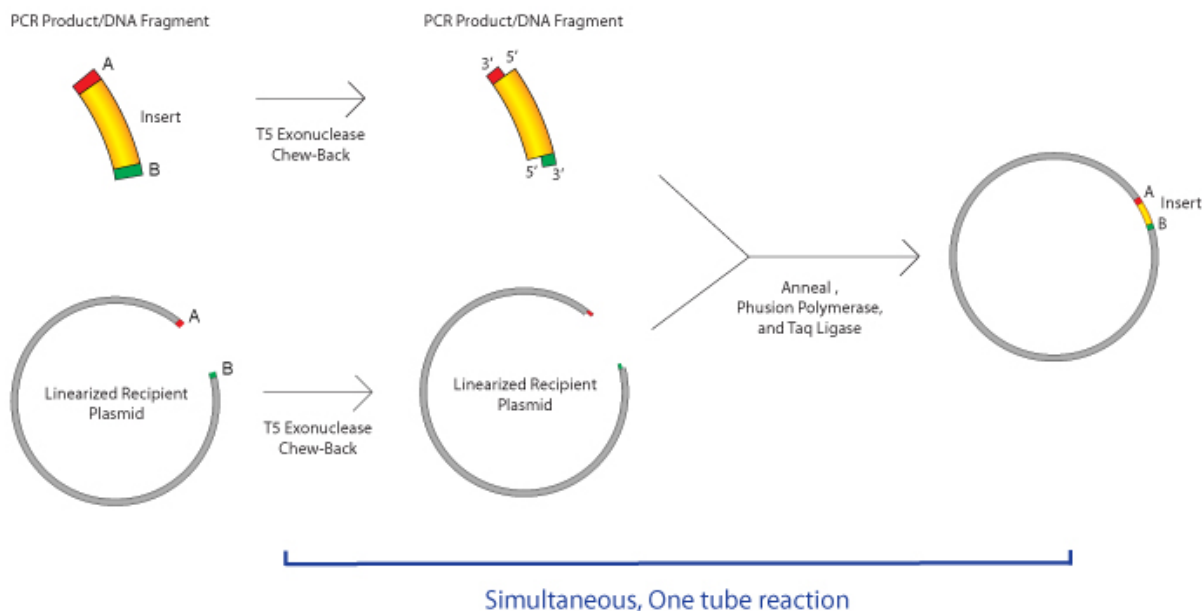 PCR Product/DNA Fragment
A
Insert
B
T5 Exonuclease
Chew-Back
PCR Product/DNA Fragment
3'
5'
5'
3'
A
B
Linearized Recipient
Plasmid
T5 Exonuclease
Chew-Back
Linearized Recipient
Plasmid
Anneal ,
Phusion Polymerase,
and Taq Ligase
A
Insert
B
Simultaneous, One tube reaction